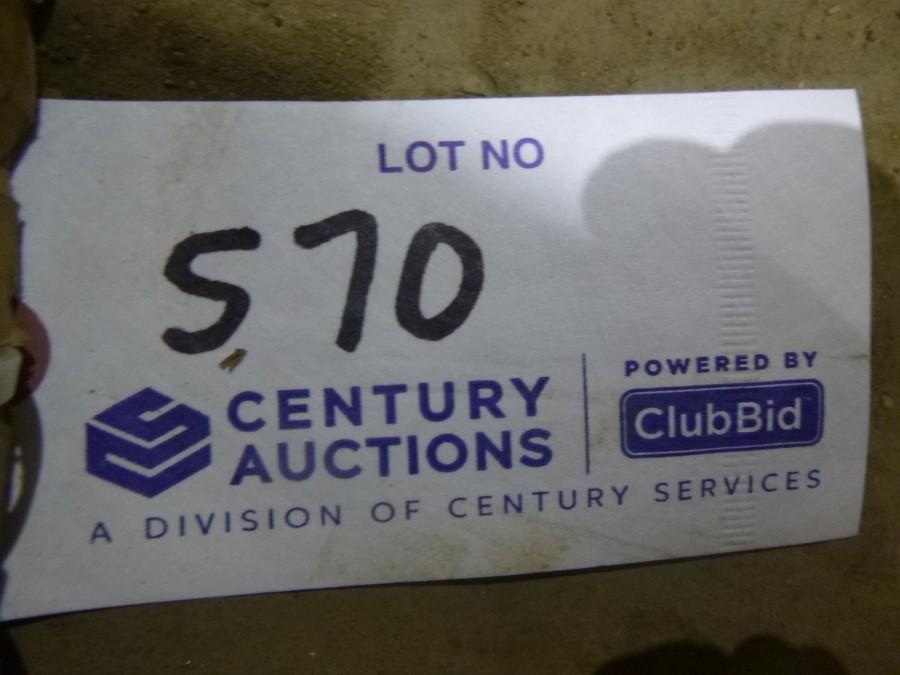 LOT NO
570
CENTURY
AUCTIONS
POWERED BY
ClubBid
A DIVISION OF CENTURY SERVICES